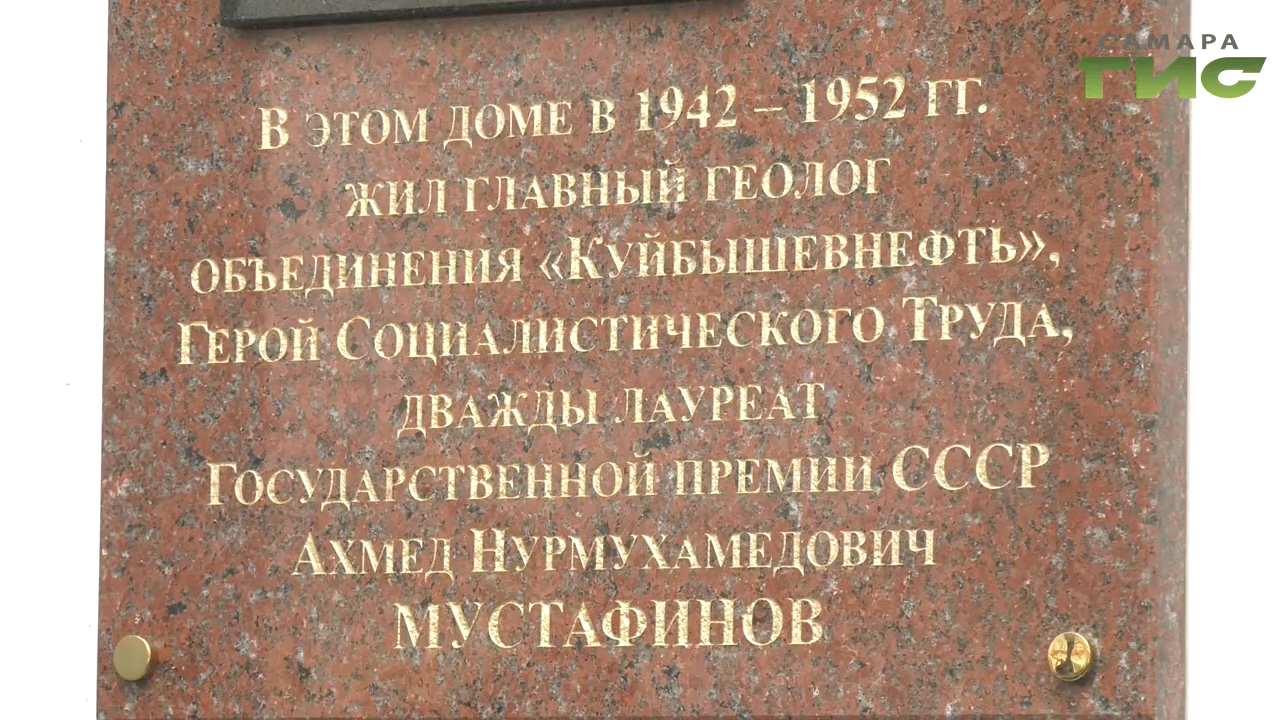 САМАРА
ГИС
В ЭТОМ ДОМЕ В 1942 – 1952 ГГ.
ЖИЛ ГЛАВНЫЙ ГЕОЛОГ
ОБЪЕДИНЕНИЯ «КУЙБЫШЕВНЕФТЬ»,
ГЕРОЙ СОЦИАЛИСТИЧЕСКОГО ТРУДА,
ДВАЖДЫ ЛАУРЕАТ
ГОСУДАРСТВЕННОЙ ПРЕМИИ СССР
АХМЕД НУРМУХАМЕДОВИЧ
МУСТАФИНОВ